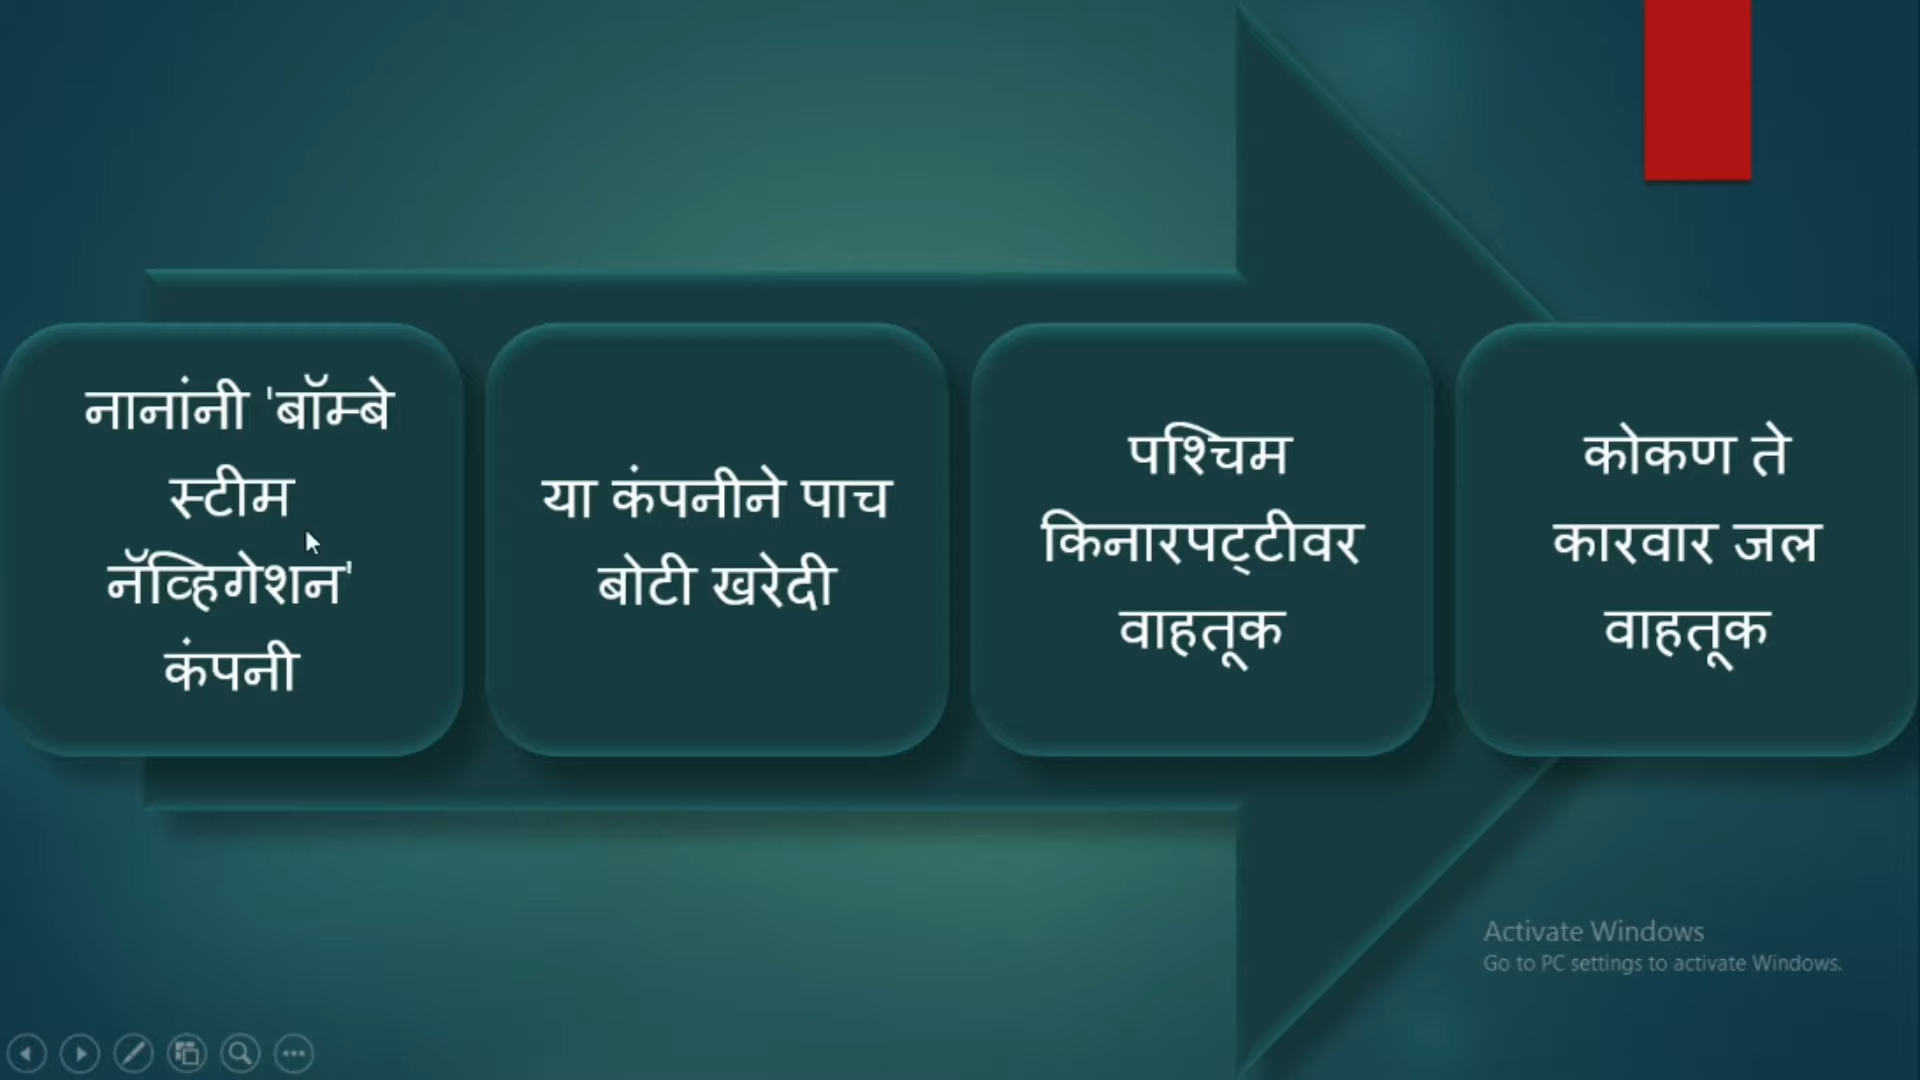 नानांनी 'बॉम्बे
स्टीम
नॅव्हिगेशन'
कंपनी
या कंपनीने पाच
बोटी खरेदी
पश्चिम
किनारपट्टीवर
वाहतूक
कोकण ते
कारवार जल
वाहतूक
Activate Windows
Go to PC settings to activate Windows.